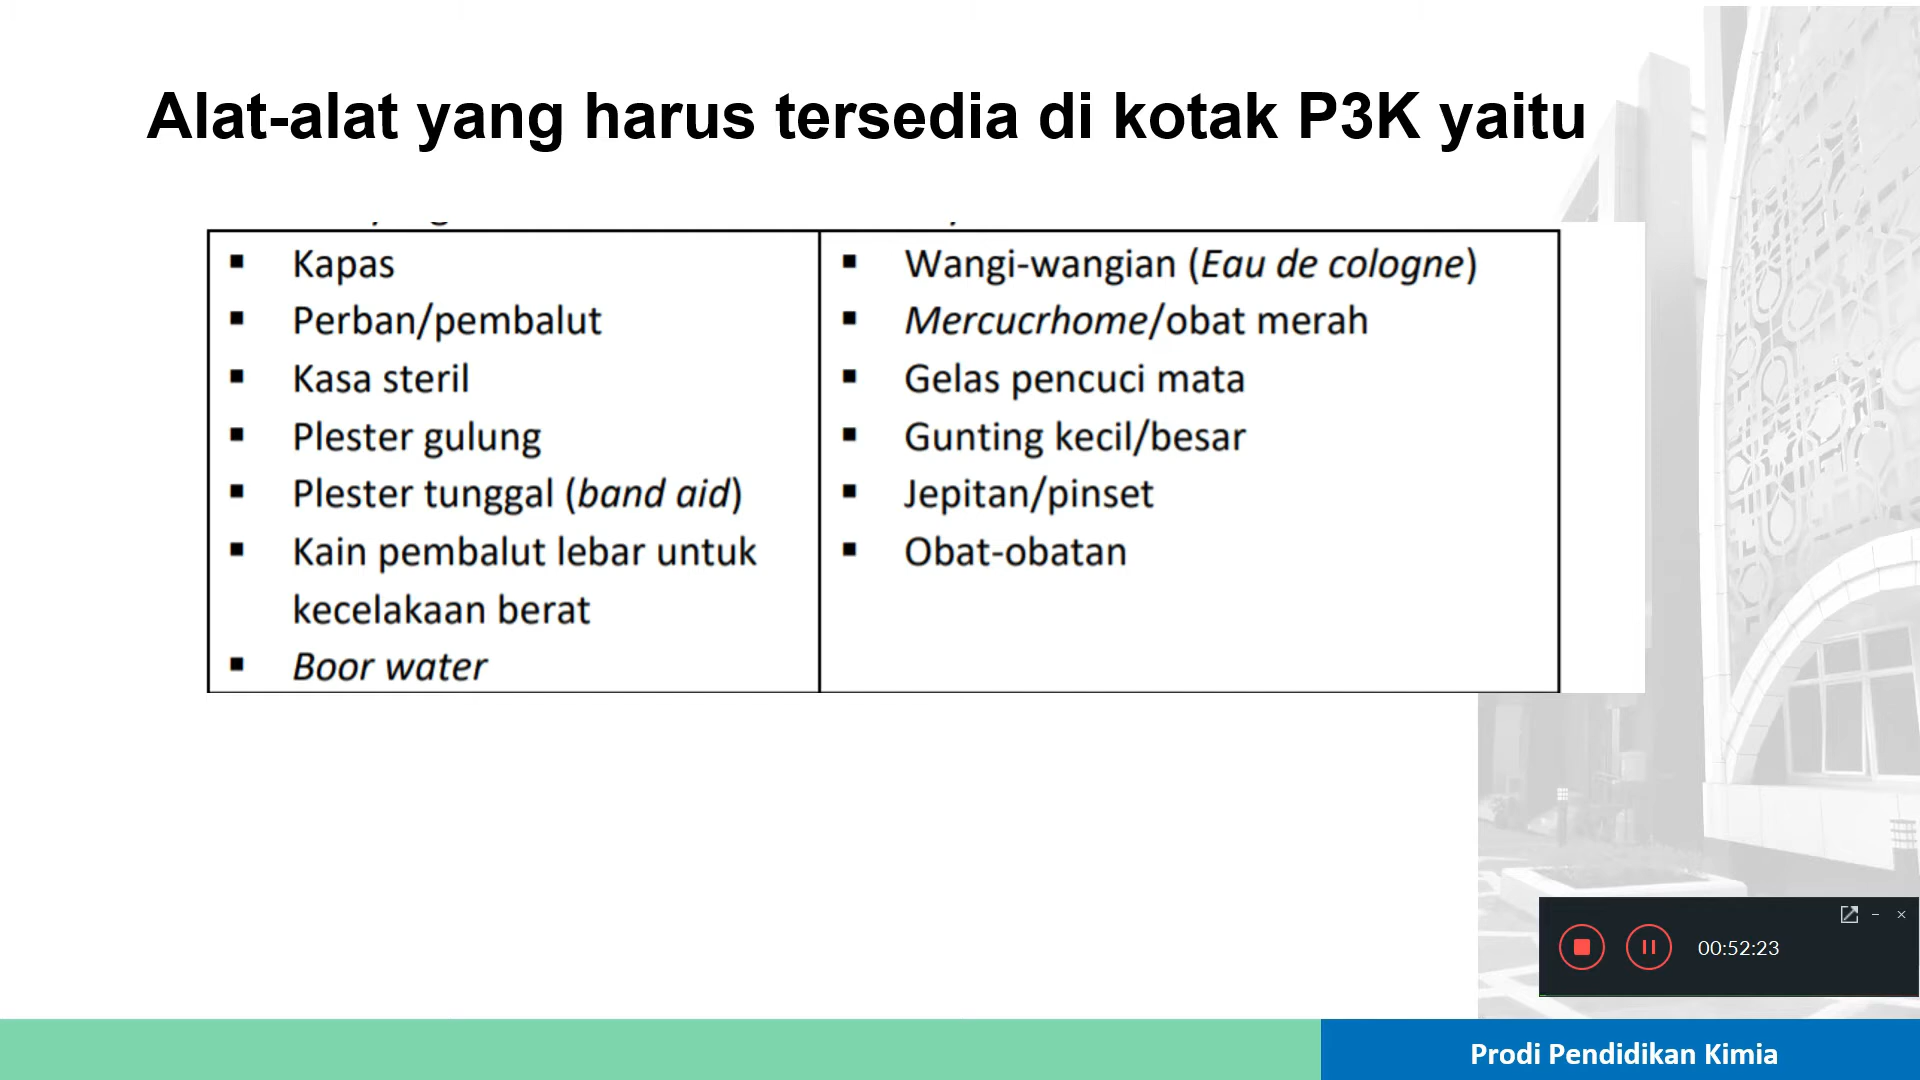 Alat-alat yang harus tersedia di kotak P3K yaitu
▪ Kapas
▪ Perban/pembalut
▪ Kasa steril
▪ Plester gulung
▪ Plester tunggal (band aid)
▪ Kain pembalut lebar untuk
kecelakaan berat
▪ Boor water
▪ Wangi-wangian (Eau de cologne)
▪ Mercucrhome/obat merah
▪ Gelas pencuci mata
▪ Gunting kecil/besar
▪ Jepitan/pinset
▪ Obat-obatan
00:52:23
Prodi Pendidikan Kimia